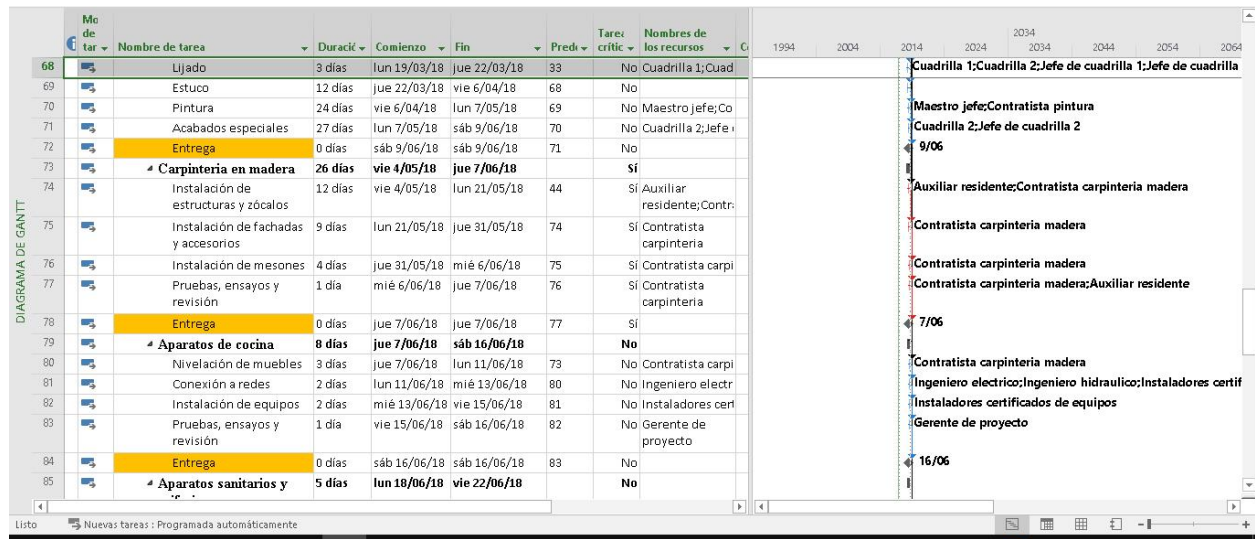 Mo
de
tar
Nombre de tarea
Duració
Comienzo
Fin
Prede
Tarea
crític
Nombres de
los recursos
1994 2004 2014 2024 2034 2044 2054 2064
2034
68 Lijado 3 días lun 19/03/18 jue 22/03/18 33 No Cuadrilla 1;Cuad Cuadrilla 1;Cuadrilla 2;Jefe de cuadrilla 1;Jefe de cuadrilla
69 Estuco 12 días jue 22/03/18 vie 6/04/18 68 No
70 Pintura 24 días vie 6/04/18 lun 7/05/18 69 No Maestro jefe;Co Maestro jefe;Contratista pintura
71 Acabados especiales 27 días lun 7/05/18 sáb 9/06/18 70 No Cuadrilla 2;Jefe Cuadrilla 2;Jefe de cuadrilla 2
72 Entrega 0 días sáb 9/06/18 sáb 9/06/18 71 No 9/06
73 Carpinteria en madera 26 días vie 4/05/18 jue 7/06/18 Sí
74 Instalación de 12 días vie 4/05/18 lun 21/05/18 44 Sí Auxiliar Auxiliar residente;Contratista carpinteria madera
estructuras y zócalos residente;Contr
75 Instalación de fachadas 9 días lun 21/05/18 jue 31/05/18 74 Sí Contratista Contratista carpinteria madera
y accesorios carpinteria
76 Instalación de mesones 4 días jue 31/05/18 mié 6/06/18 75 Sí Contratista carpi Contratista carpinteria madera
77 Pruebas, ensayos y 1 día mié 6/06/18 jue 7/06/18 76 Sí Contratista Contratista carpinteria madera;Auxiliar residente
revisión carpinteria
78 Entrega 0 días jue 7/06/18 jue 7/06/18 77 Sí 7/06
79 Aparatos de cocina 8 días jue 7/06/18 sáb 16/06/18 No
80 Nivelación de muebles 3 días jue 7/06/18 lun 11/06/18 73 No Contratista carpi Contratista carpinteria madera
81 Conexión a redes 2 días lun 11/06/18 mié 13/06/18 80 No Ingeniero electr Ingeniero electrico;Ingeniero hidraulico;Instaladores certif
82 Instalación de equipos 2 días mié 13/06/18 vie 15/06/18 81 No Instaladores cert Instaladores certificados de equipos
83 Pruebas, ensayos y 1 día vie 15/06/18 sáb 16/06/18 82 No Gerente de Gerente de proyecto
revisión proyecto
84 Entrega 0 días sáb 16/06/18 sáb 16/06/18 83 No 16/06
85 Aparatos sanitarios y 5 días lun 18/06/18 vie 22/06/18 No
DIAGRAMA DE GANTT
Listo Nuevas tareas : Programada automáticamente